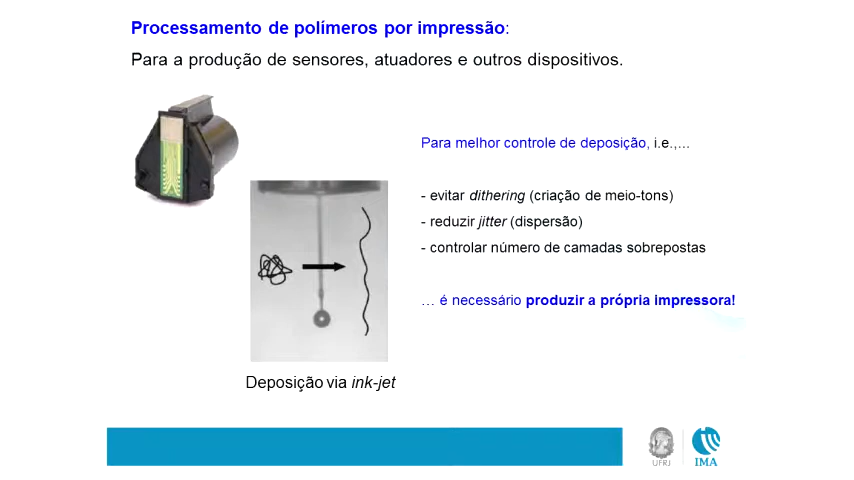 Processamento de polímeros por impressão:
Para a produção de sensores, atuadores e outros dispositivos.
Para melhor controle de deposição, i.e.,...
- evitar dithering (criação de meio-tons)
- reduzir jitter (dispersão)
- controlar número de camadas sobrepostas
… é necessário produzir a própria impressora!
Deposição via ink-jet
UFRJ
IMA